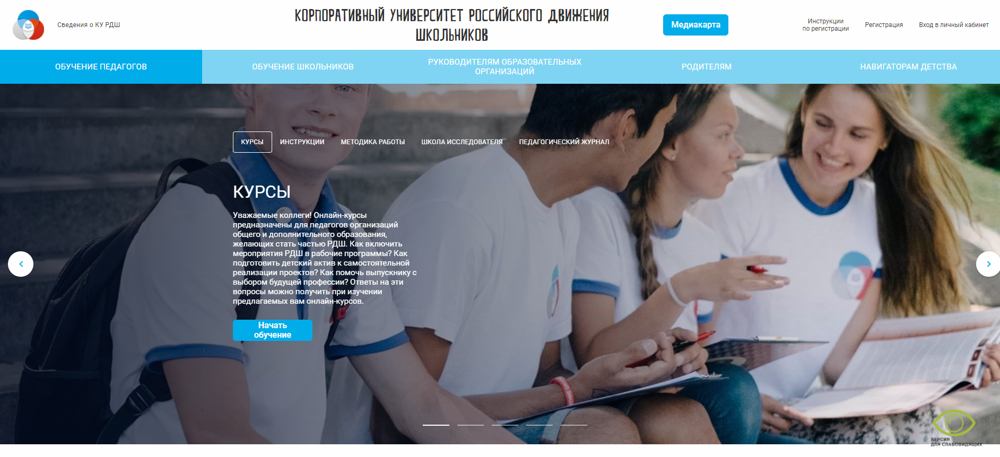 Сведения о КУ РДШ
КОРПОРАТИВНЫЙ УНИВЕРСИТЕТ РОССИЙСКОГО ДВИЖЕНИЯ
ШКОЛЬНИКОВ
Медиакарта
Инструкции
по регистрации
Регистрация
Вход в личный кабинет
ОБУЧЕНИЕ ПЕДАГОГОВ
ОБУЧЕНИЕ ШКОЛЬНИКОВ
РУКОВОДИТЕЛЯМ ОБРАЗОВАТЕЛЬНЫХ
ОРГАНИЗАЦИЙ
РОДИТЕЛЯМ
НАВИГАТОРАМ ДЕТСТВА
КУРСЫ
ИНСТРУКЦИИ
МЕТОДИКА РАБОТЫ
ШКОЛА ИССЛЕДОВАТЕЛЯ
ПЕДАГОГИЧЕСКИЙ ЖУРНАЛ
КУРСЫ
Уважаемые коллеги! Онлайн-курсы
предназначены для педагогов организаций
общего и дополнительного образования,
желающих стать частью РДШ. Как включить
мероприятия РДШ в рабочие программы? Как
подготовить детский актив к самостоятельной
реализации проектов? Как помочь выпускнику с
выбором будущей профессии? Ответы на эти
вопросы можно получить при изучении
предлагаемых вам онлайн-курсов.
Начать
обучение
ВЕРСИЯ
ДЛЯ СЛАБОВИДЯЩИХ